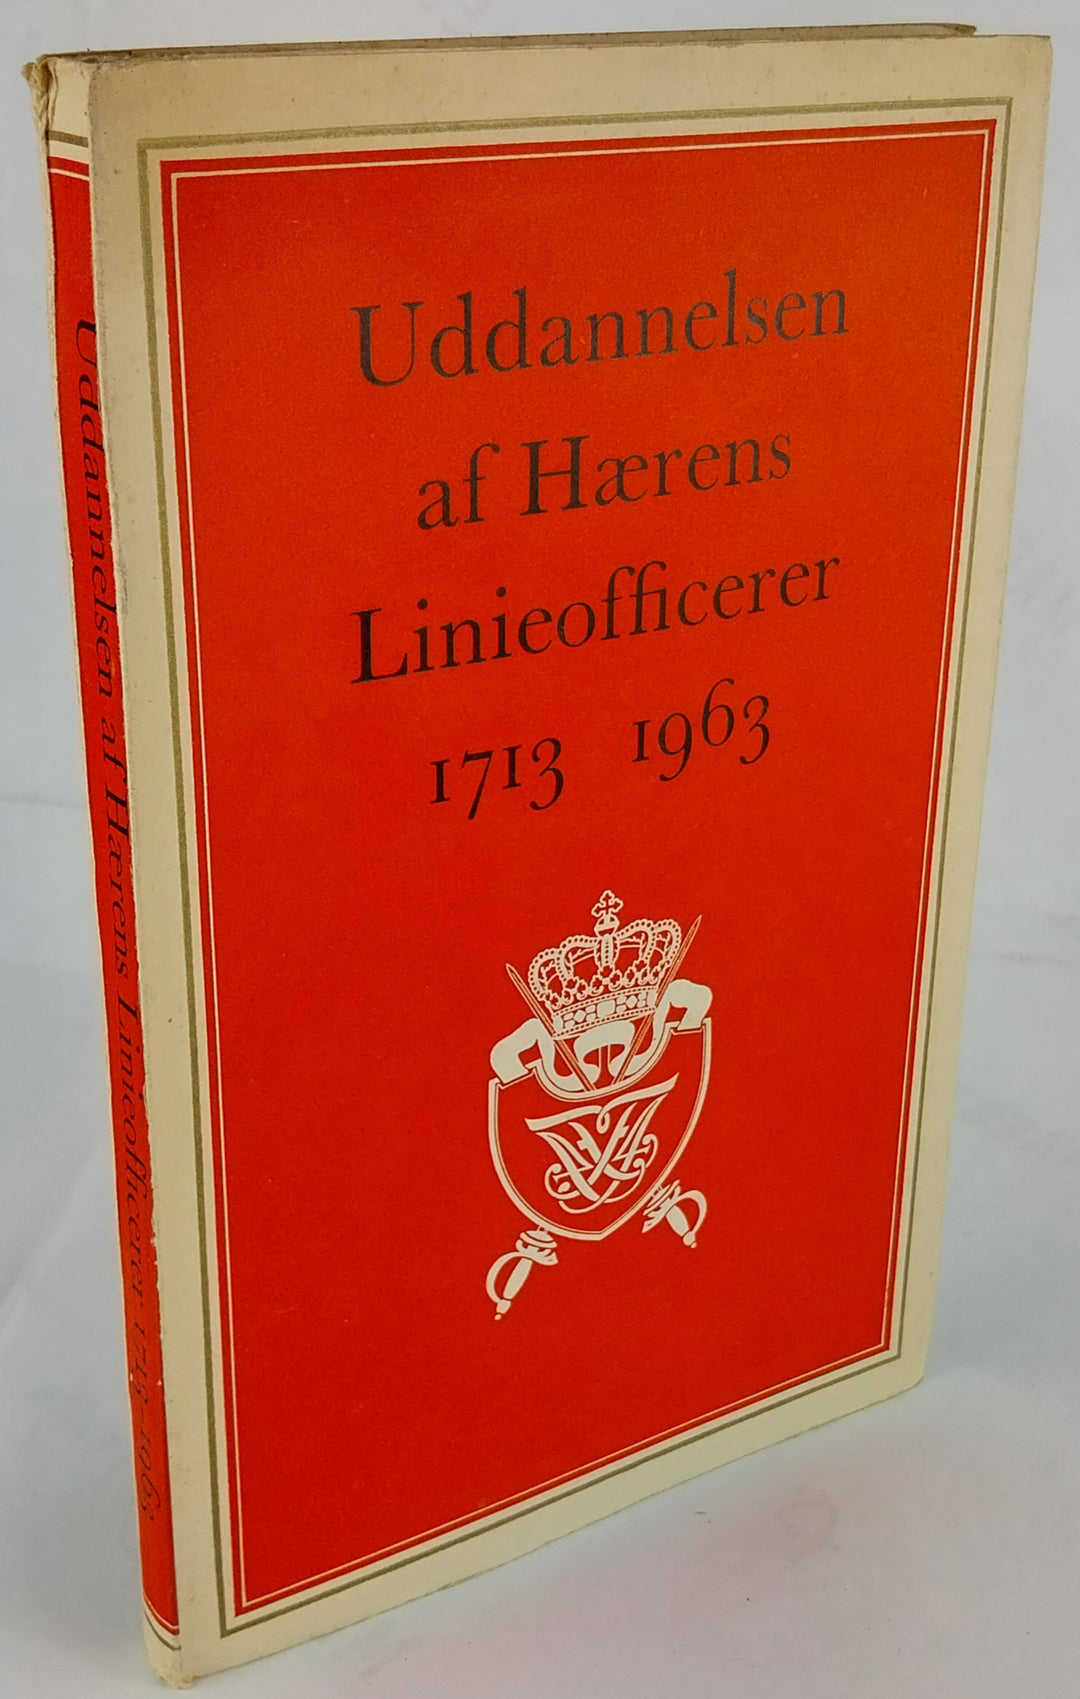 Uddannelsen
af Hærens
Linieofficerer
1713 1963
Uddannelsen af Hærens Linieofficerer 1713-1963